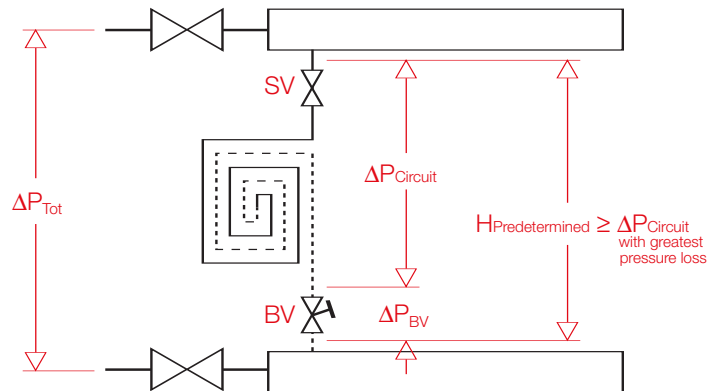 SV
ΔPCircuit
ΔPTot
HPredetermined ≥ ΔPCircuit
with greatest
pressure loss
BV
ΔPBV